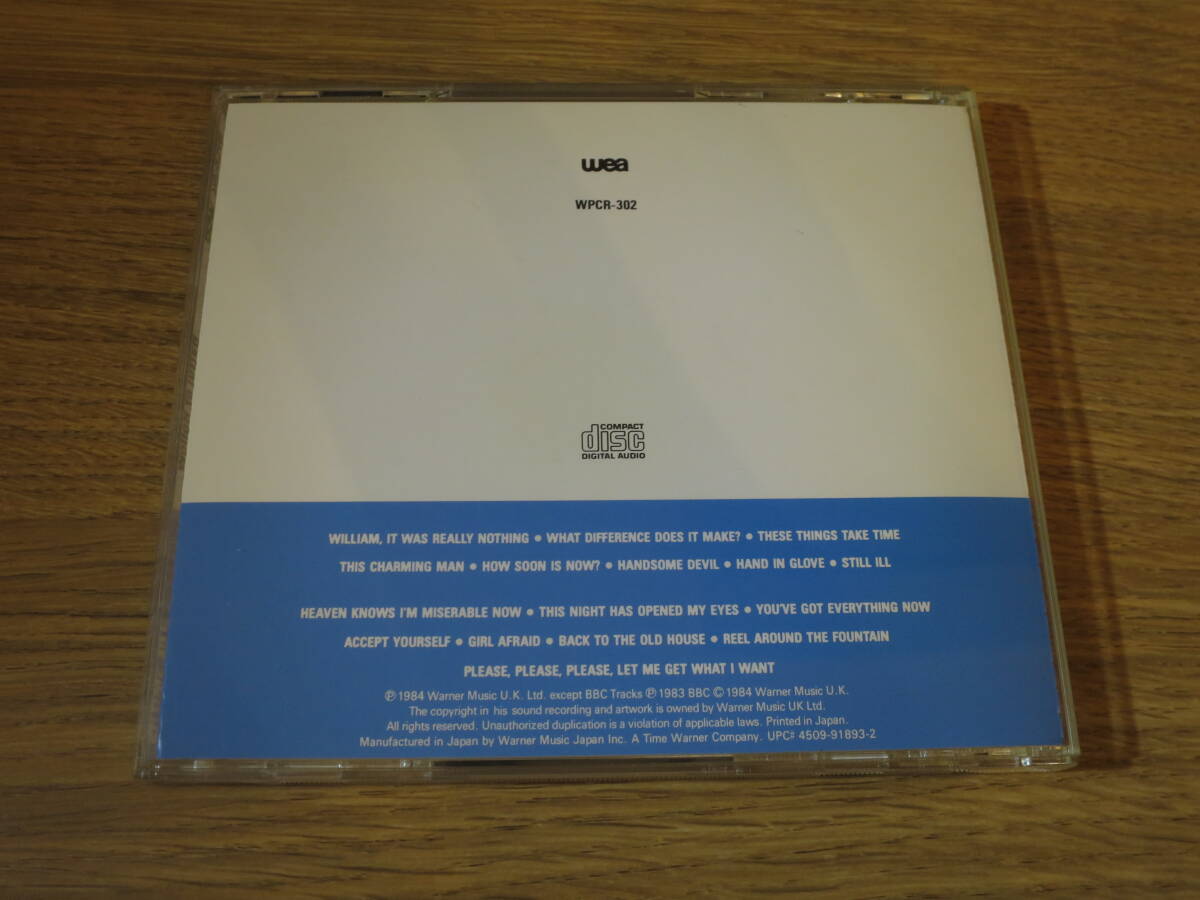 wea
WPCR-302
COMPACT
disc
DIGITAL AUDIO
WILLIAM, IT WAS REALLY NOTHING • WHAT DIFFERENCE DOES IT MAKE? • THESE THINGS TAKE TIME
THIS CHARMING MAN • HOW SOON IS NOW? • HANDSOME DEVIL • HAND IN GLOVE • STILL ILL
HEAVEN KNOWS I'M MISERABLE NOW • THIS NIGHT HAS OPENED MY EYES • YOU'VE GOT EVERYTHING NOW
ACCEPT YOURSELF • GIRL AFRAID • BACK TO THE OLD HOUSE • REEL AROUND THE FOUNTAIN
PLEASE, PLEASE, PLEASE, LET ME GET WHAT I WANT
℗ 1984 Warner Music U.K. Ltd. except BBC Tracks ℗ 1983 BBC © 1984 Warner Music U.K.
The copyright in his sound recording and artwork is owned by Warner Music UK Ltd.
All rights reserved. Unauthorized duplication is a violation of applicable laws. Printed in Japan.
Manufactured in Japan by Warner Music Japan Inc. A Time Warner Company. UPC# 4509-91893-2